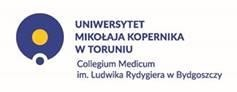 UNIWERSYTET
MIKOŁAJA KOPERNIKA
W TORUNIU
Collegium Medicum
im. Ludwika Rydygiera w Bydgoszczy